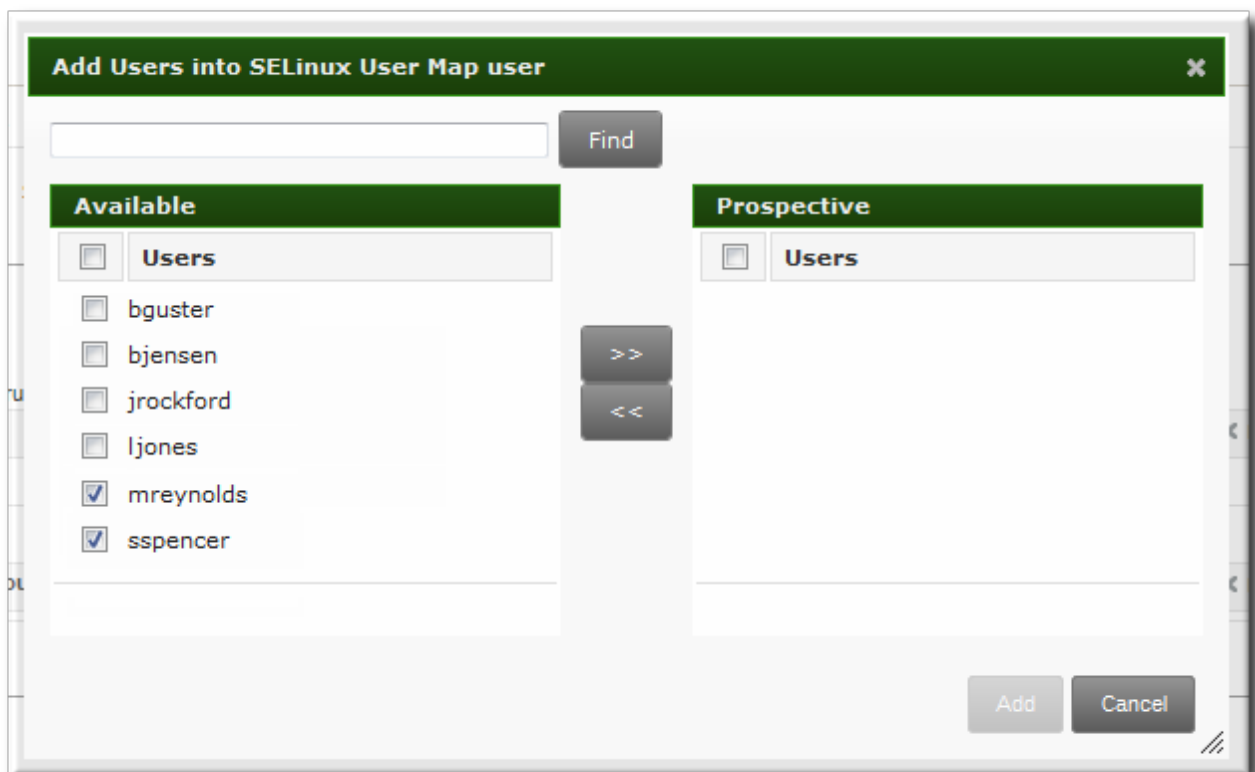 Add Users into SELinux User Map user
Find
Available
Users
bguster
bjensen
jrockford
ljones
mreynolds
sspencer
>>
<<
Prospective
Users
Add
Cancel